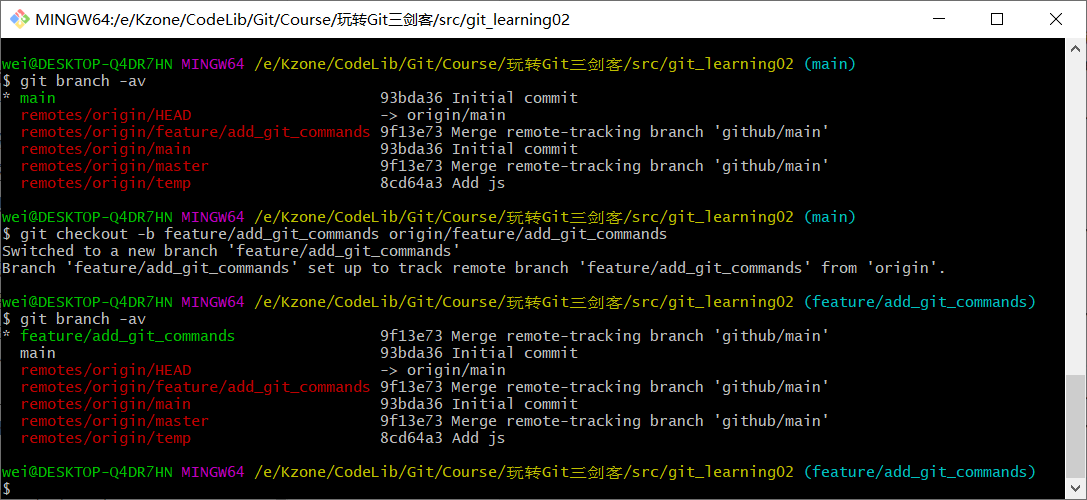 MINGW64:/e/Kzone/CodeLib/Git/Course/玩转Git三剑客/src/git_learning02
wei@DESKTOP-Q4DR7HN MINGW64 /e/Kzone/CodeLib/Git/Course/玩转Git三剑客/src/git_learning02 (main)
$ git branch -av
* main 93bda36 Initial commit
remotes/origin/HEAD -> origin/main
remotes/origin/feature/add_git_commands 9f13e73 Merge remote-tracking branch 'github/main'
remotes/origin/main 93bda36 Initial commit
remotes/origin/master 9f13e73 Merge remote-tracking branch 'github/main'
remotes/origin/temp 8cd64a3 Add js
wei@DESKTOP-Q4DR7HN MINGW64 /e/Kzone/CodeLib/Git/Course/玩转Git三剑客/src/git_learning02 (main)
$ git checkout -b feature/add_git_commands origin/feature/add_git_commands
Switched to a new branch 'feature/add_git_commands'
Branch 'feature/add_git_commands' set up to track remote branch 'feature/add_git_commands' from 'origin'.
wei@DESKTOP-Q4DR7HN MINGW64 /e/Kzone/CodeLib/Git/Course/玩转Git三剑客/src/git_learning02 (feature/add_git_commands)
$ git branch -av
* feature/add_git_commands 9f13e73 Merge remote-tracking branch 'github/main'
main 93bda36 Initial commit
remotes/origin/HEAD -> origin/main
remotes/origin/feature/add_git_commands 9f13e73 Merge remote-tracking branch 'github/main'
remotes/origin/main 93bda36 Initial commit
remotes/origin/master 9f13e73 Merge remote-tracking branch 'github/main'
remotes/origin/temp 8cd64a3 Add js
wei@DESKTOP-Q4DR7HN MINGW64 /e/Kzone/CodeLib/Git/Course/玩转Git三剑客/src/git_learning02 (feature/add_git_commands)
$